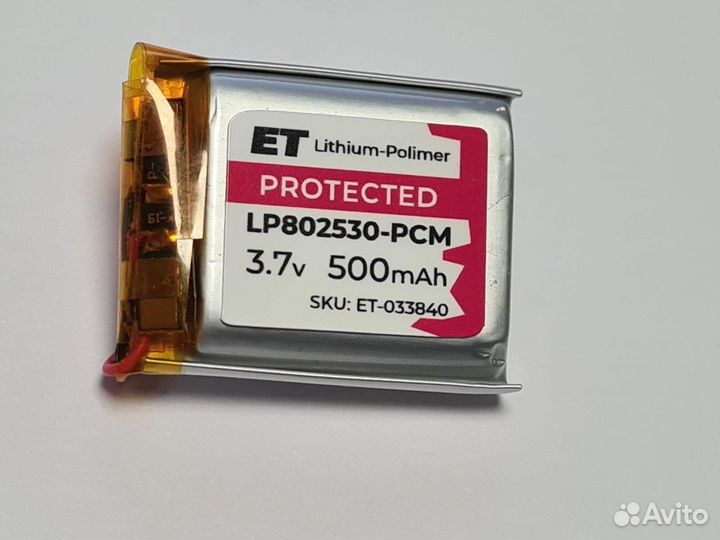 ET Lithium-Polimer
PROTECTED
LP802530-PCM
3.7v 500mAh
SKU: ET-033840
Avito